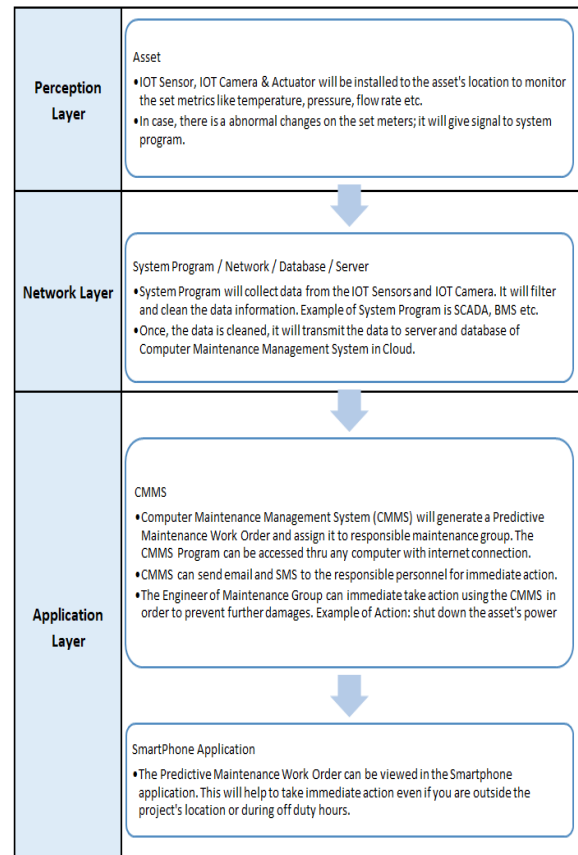 Perception
Layer
Asset
•IOT Sensor, IOT Camera & Actuator will be installed to the asset's location to monitor
the set metrics like temperature, pressure, flow rate etc.
•In case, there is a abnormal changes on the set meters; it will give signal to system
program.
Network Layer
System Program / Network / Database / Server
•System Program will collect data from the IOT Sensors and IOT Camera. It will filter
and clean the data information. Example of System Program is SCADA, BMS etc.
•Once, the data is cleaned, it will transmit the data to server and database of
Computer Maintenance Management System in Cloud.
Application
Layer
CMMS
•Computer Maintenance Management System (CMMS) will generate a Predictive
Maintenance Work Order and assign it to responsible maintenance group. The
CMMS Program can be accessed thru any computer with internet connection.
•CMMS can send email and SMS to the responsible personnel for immediate action.
•The Engineer of Maintenance Group can immediate take action using the CMMS in
order to prevent further damages. Example of Action: shut down the asset's power
SmartPhone Application
•The Predictive Maintenance Work Order can be viewed in the Smartphone
application. This will help to take immediate action even if you are outside the
project's location or during off duty hours.